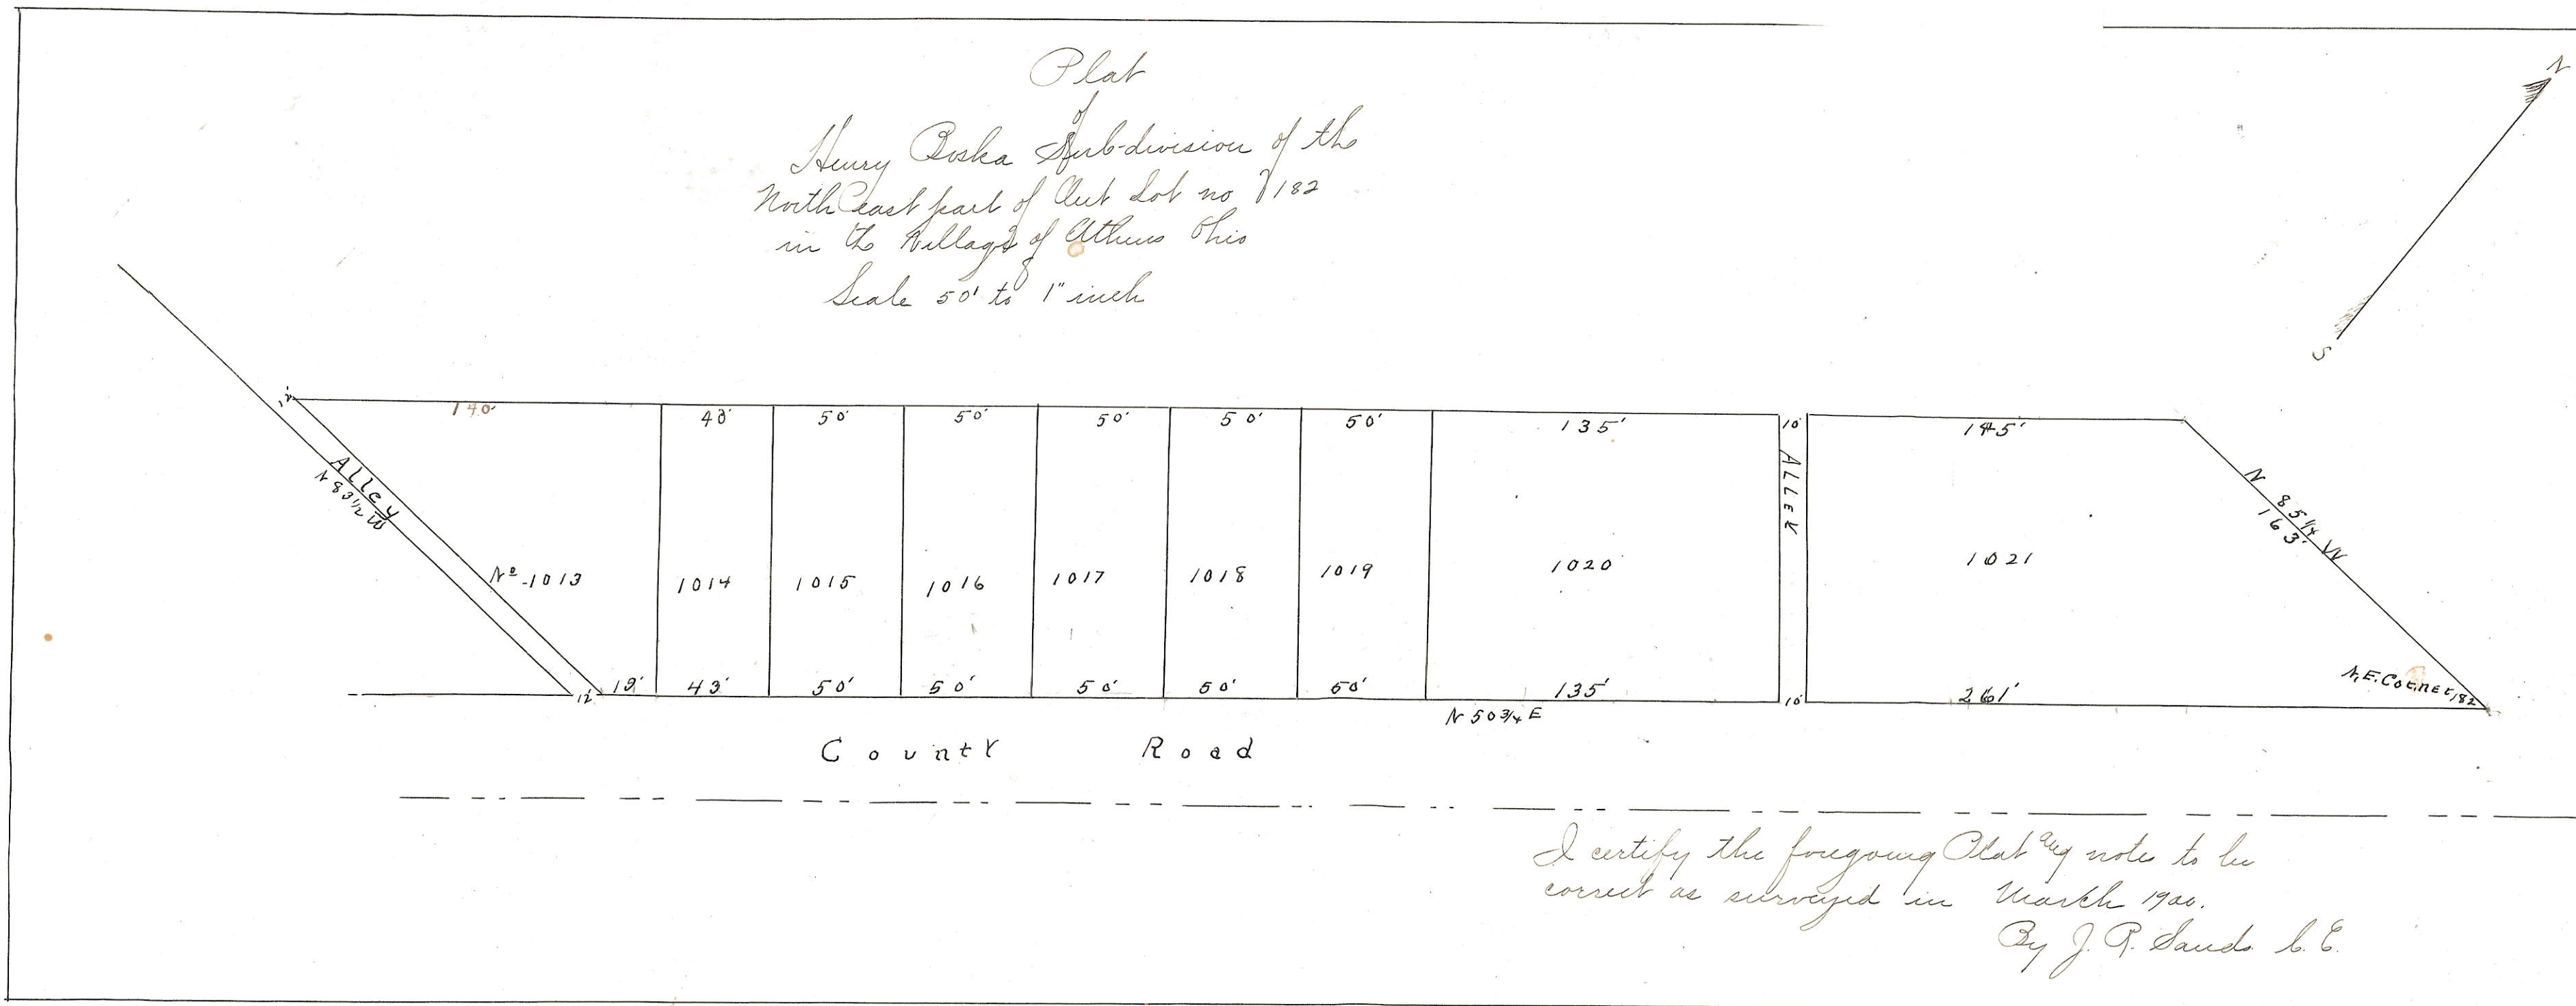 Plat
of
Henry Boska Sub-division of the
North east part of Out Lot no 182
in the Village of Athens Ohio
Scale 50' to 1" inch
N
S
12'
140'
40'
50'
50'
50'
50'
50'
135'
10'
145'
Alley
N 83 1/2 W
ALLEY
N 85 1/4 W
163'
No-1013
1014
1015
1016
1017
1018
1019
1020
1021
12'
19'
43'
50'
50'
50'
50'
50'
135'
10'
261'
N.E. Corner 182
N 50 3/4 E
County Road
I certify the foregoing Plat notes to be
correct as surveyed in March 1900.
By J. R. Sands C. E.